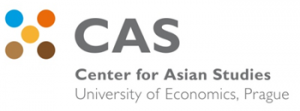 CAS
Center for Asian Studies
University of Economics, Prague